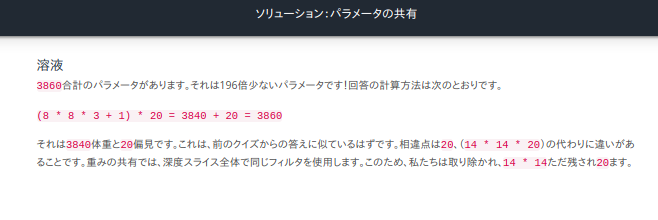 ソリューション：パラメータの共有
溶液
3860合計のパラメータがあります。それは196倍少ないパラメータです！回答の計算方法は次のとおりです。
(8 * 8 * 3 + 1) * 20 = 3840 + 20 = 3860
それは3840体重と20偏見です。これは、前のクイズからの答えに似ているはずです。相違点は20、(14 * 14 * 20)の代わりに違いがあ
ることです。重みの共有では、深度スライス全体で同じフィルタを使用します。このため、私たちは取り除かれ、14 * 14ただ残され20ます。